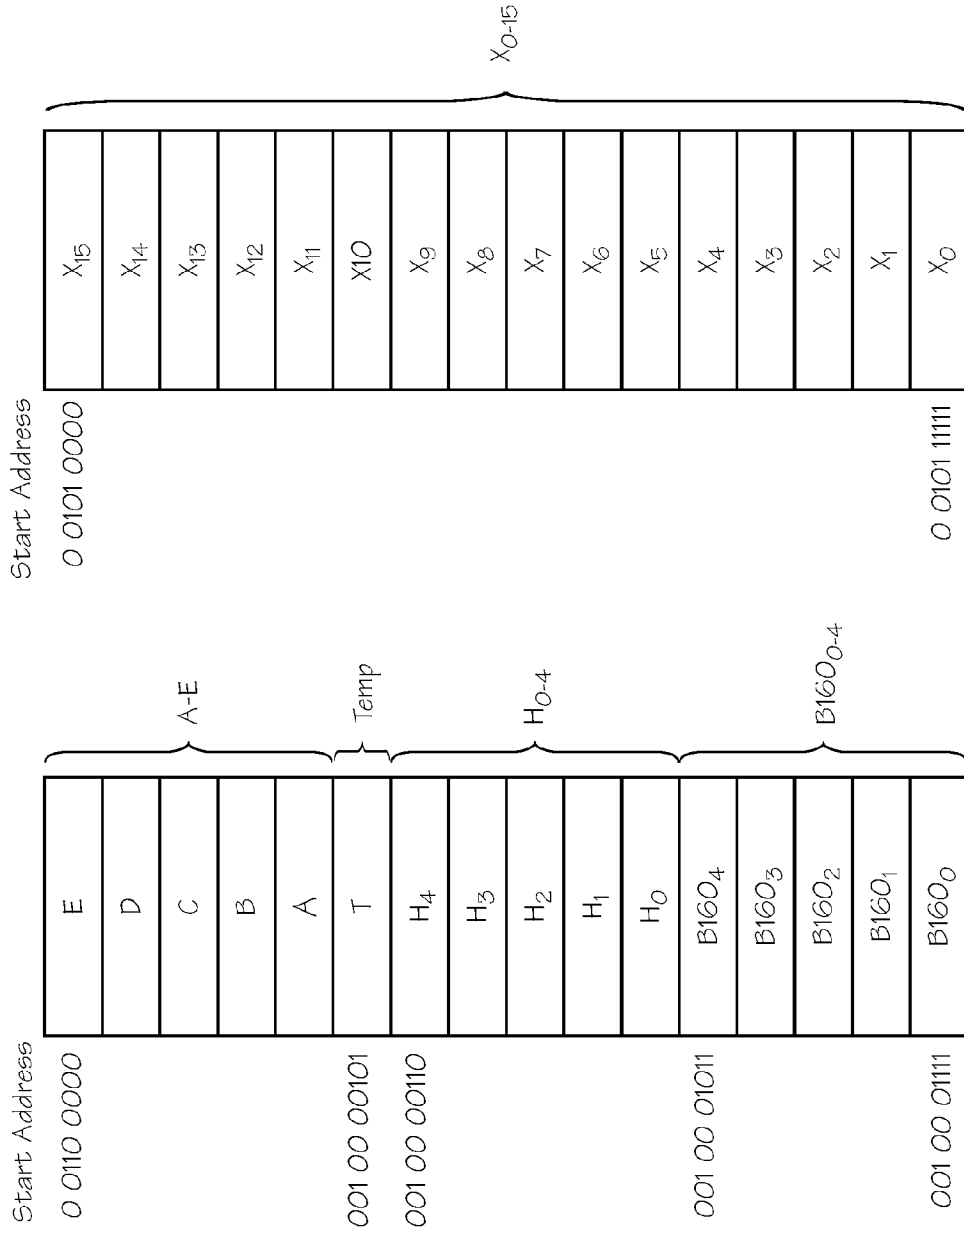 Start Address
0 0110 0000
E
D
C
B
A
A-E
001 00 00101
T
Temp
001 00 00110
H₄
H₃
H₂
H₁
H₀
H₀₋₄
001 00 01011
B160₄
B160₃
B160₂
B160₁
001 00 01111
B160₀
B160₀₋₄
Start Address
0 0101 0000
X₁₅
X₁₄
X₁₃
X₁₂
X₁₁
X10
X₉
X₈
X₇
X₆
X₅
X₄
X₃
X₂
X₁
0 0101 11111
X₀
X₀₋₁₅